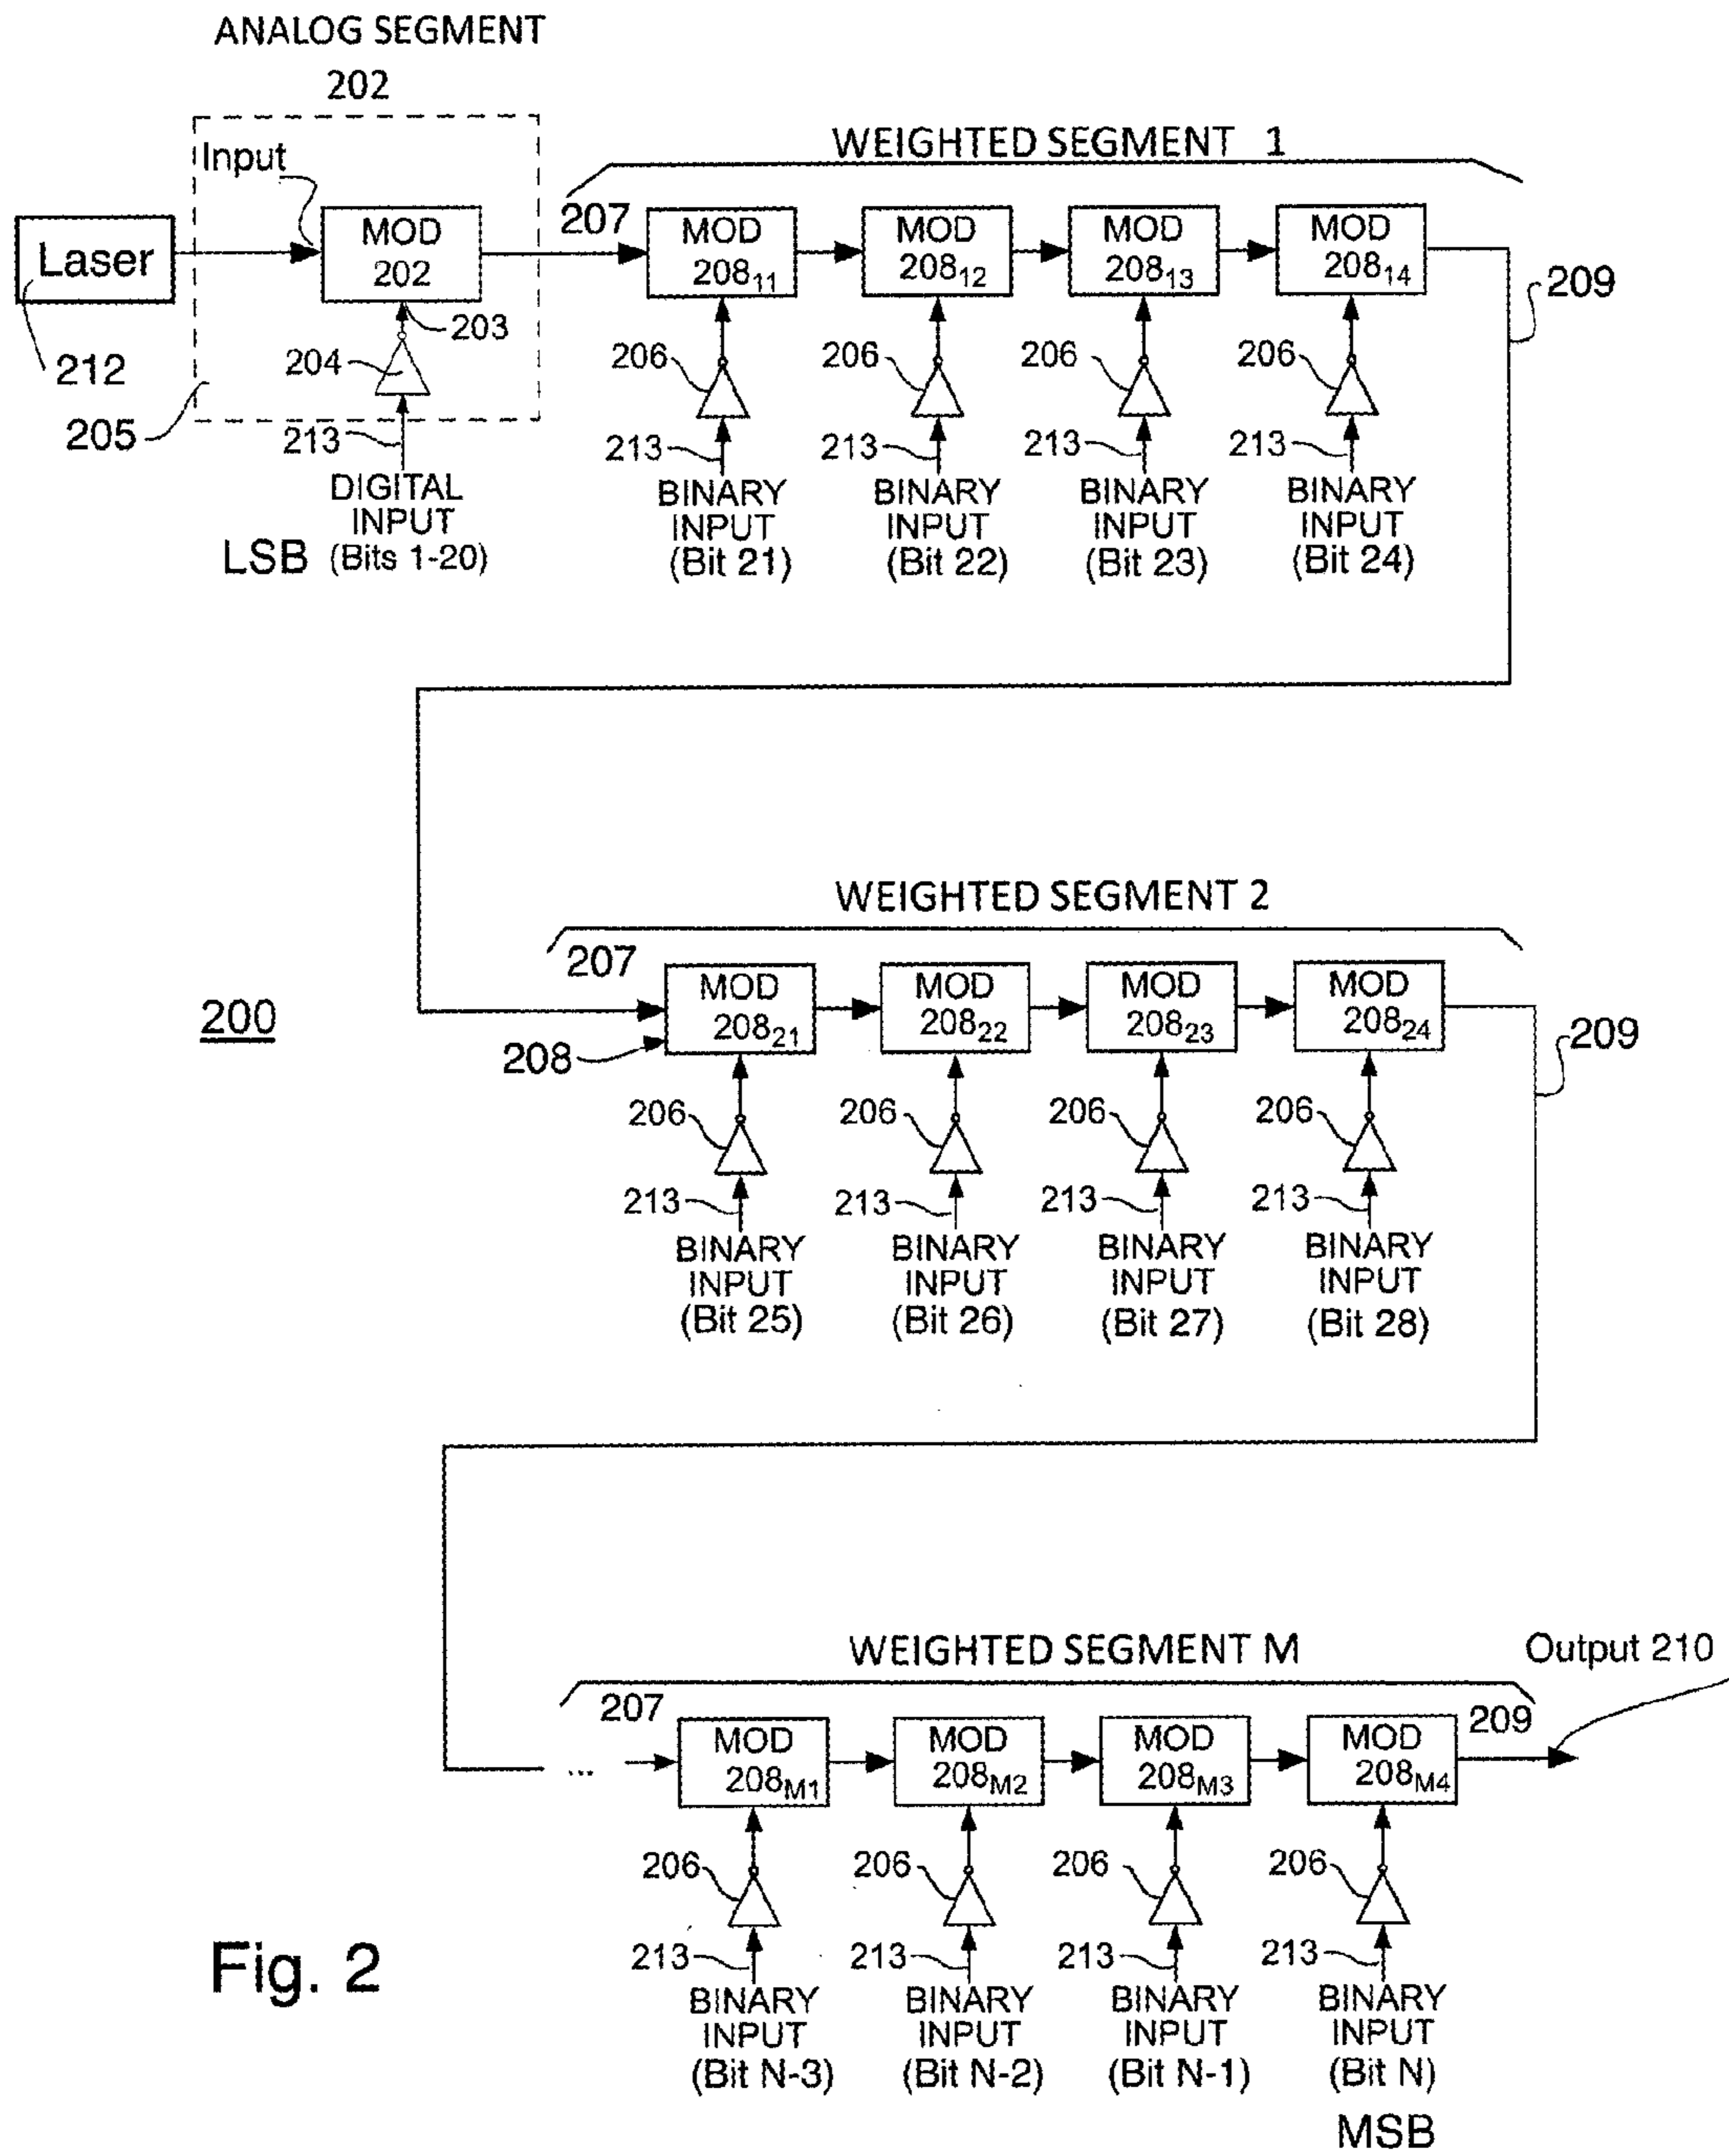 ANALOG SEGMENT
202
WEIGHTED SEGMENT 1
Input
Laser
MOD
202
207
MOD
208₁₁
MOD
208₁₂
MOD
208₁₃
MOD
208₁₄
209
203
212
204
206
206
206
206
205
213
213
213
213
213
DIGITAL
INPUT
(Bits 1-20)
LSB
BINARY
INPUT
(Bit 21)
BINARY
INPUT
(Bit 22)
BINARY
INPUT
(Bit 23)
BINARY
INPUT
(Bit 24)
WEIGHTED SEGMENT 2
207
200
208
MOD
208₂₁
MOD
208₂₂
MOD
208₂₃
MOD
208₂₄
209
206
206
206
206
213
213
213
213
BINARY
INPUT
(Bit 25)
BINARY
INPUT
(Bit 26)
BINARY
INPUT
(Bit 27)
BINARY
INPUT
(Bit 28)
WEIGHTED SEGMENT M
Output 210
207
209
...
MOD
208M1
MOD
208M2
MOD
208M3
MOD
208M4
206
206
206
206
213
213
213
213
BINARY
INPUT
(Bit N-3)
BINARY
INPUT
(Bit N-2)
BINARY
INPUT
(Bit N-1)
BINARY
INPUT
(Bit N)
MSB
Fig. 2